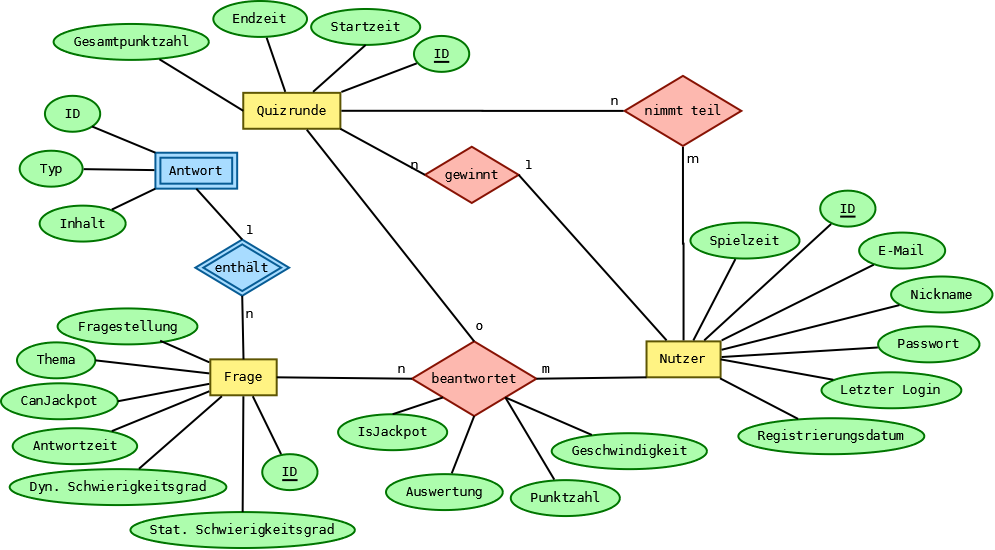 Endzeit
Startzeit
Gesamtpunktzahl
ID
Quizrunde
n
nimmt teil
ID
m
Antwort
Typ
n
1
gewinnt
Inhalt
ID
1
Spielzeit
E-Mail
enthält
Nickname
n
Fragestellung
o
Passwort
Thema
Nutzer
Frage
n
beantwortet
m
Letzter Login
CanJackpot
IsJackpot
Registrierungsdatum
Antwortzeit
Geschwindigkeit
ID
Dyn. Schwierigkeitsgrad
Auswertung
Punktzahl
Stat. Schwierigkeitsgrad